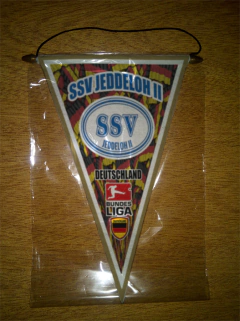 SSV JEDDELOH II
SSV
JEDDELOH II
DEUTSCHLAND
BUNDES
LIGA